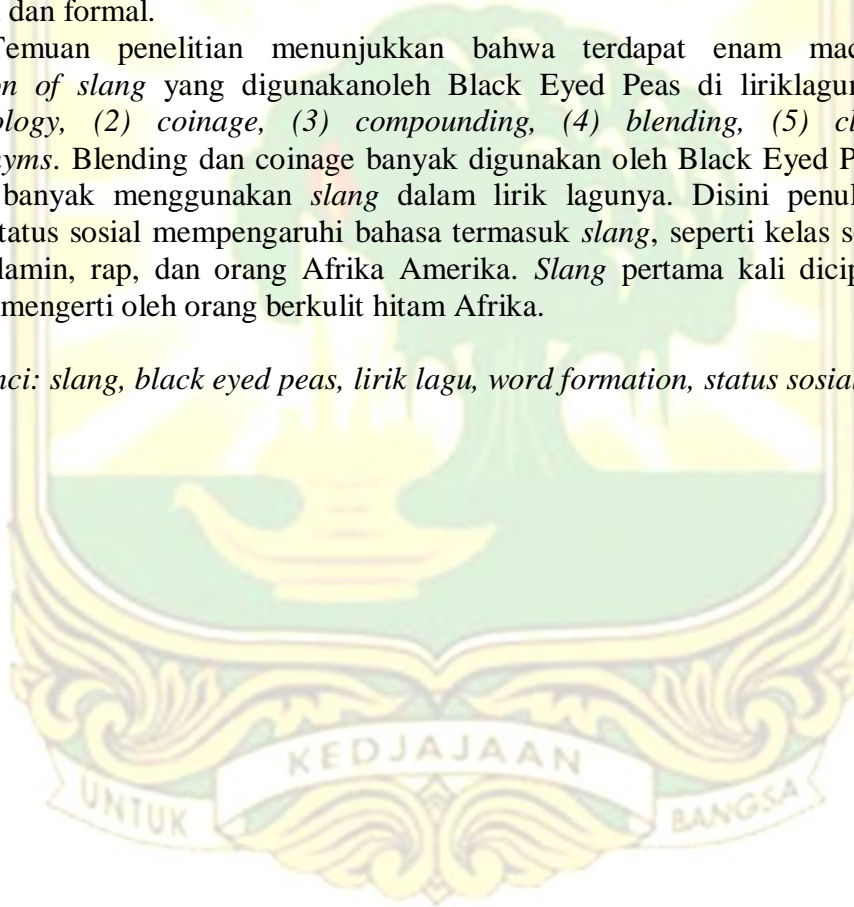 dan formal.
Temuan penelitian menunjukkan bahwa terdapat enam mac
on of slang yang digunakanoleh Black Eyed Peas di liriklagun
ology, (2) coinage, (3) compounding, (4) blending, (5) cl
nyms. Blending dan coinage banyak digunakan oleh Black Eyed P
banyak menggunakan slang dalam lirik lagunya. Disini penul
tatus sosial mempengaruhi bahasa termasuk slang, seperti kelas s
lamin, rap, dan orang Afrika Amerika. Slang pertama kali dicip
mengerti oleh orang berkulit hitam Afrika.
nci: slang, black eyed peas, lirik lagu, word formation, status sosial
UNTUK KEDJAJAAN BANGSA